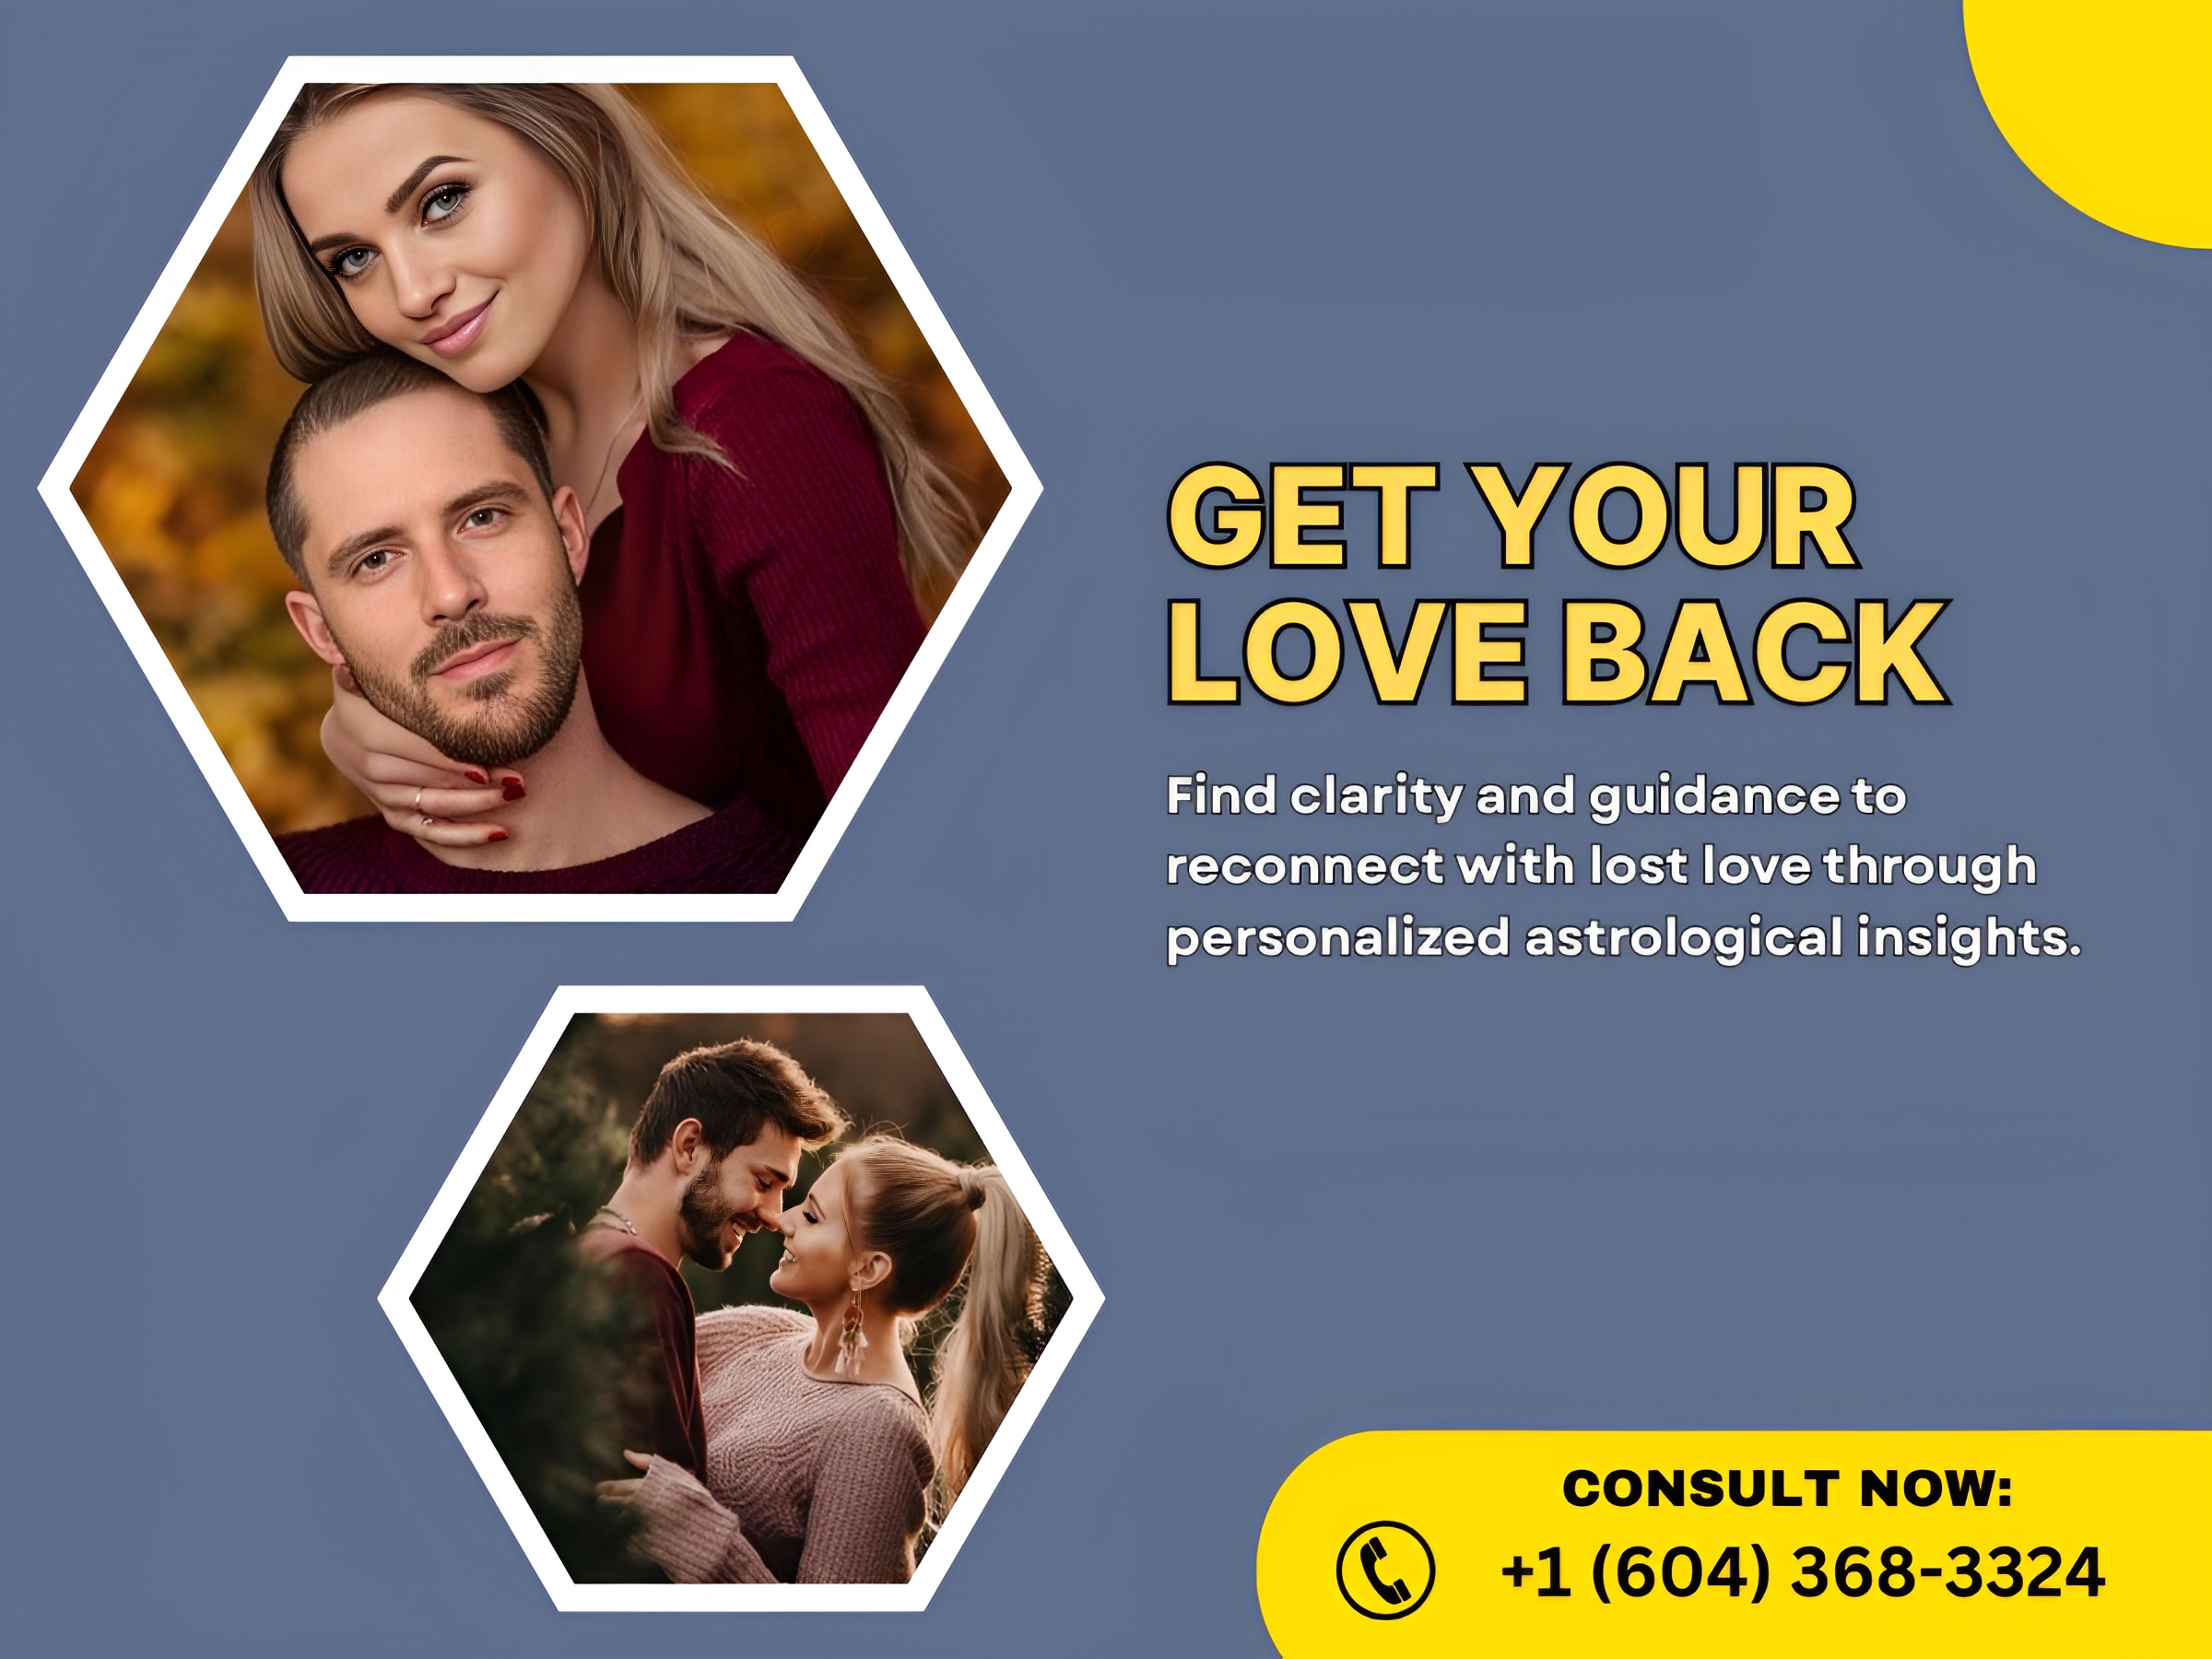 GET YOUR
LOVE BACK
Find clarity and guidance to
reconnect with lost love through
personalized astrological insights.
CONSULT NOW:
+1 (604) 368-3324